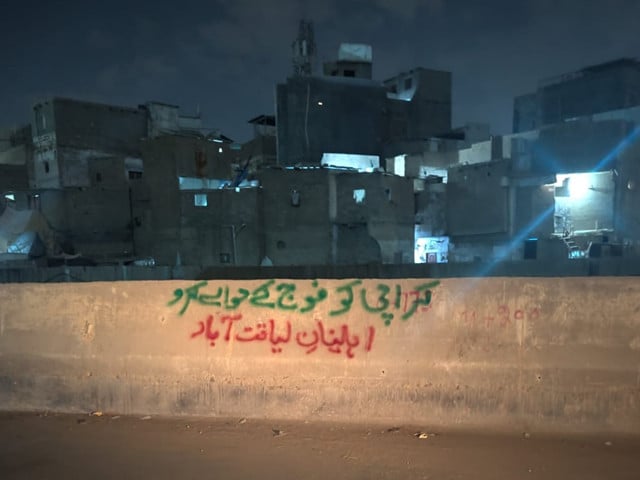 کراچی کو فوج کے حوالے کرو
اہلیانِ لیاقت آباد